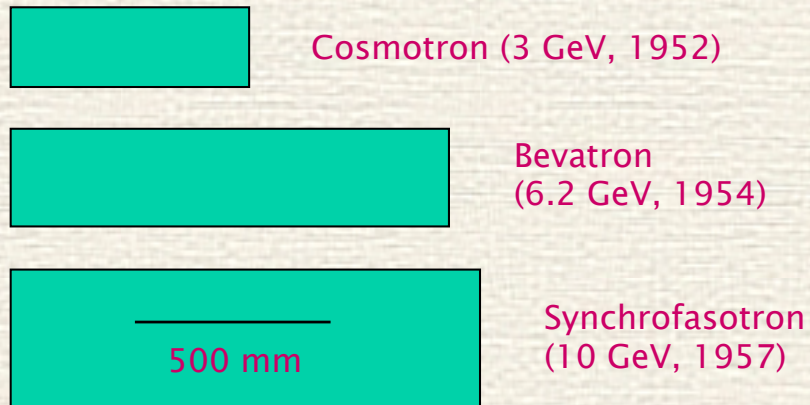 Cosmotron (3 GeV, 1952)
Bevatron
(6.2 GeV, 1954)
Synchrofasotron
(10 GeV, 1957)
500 mm